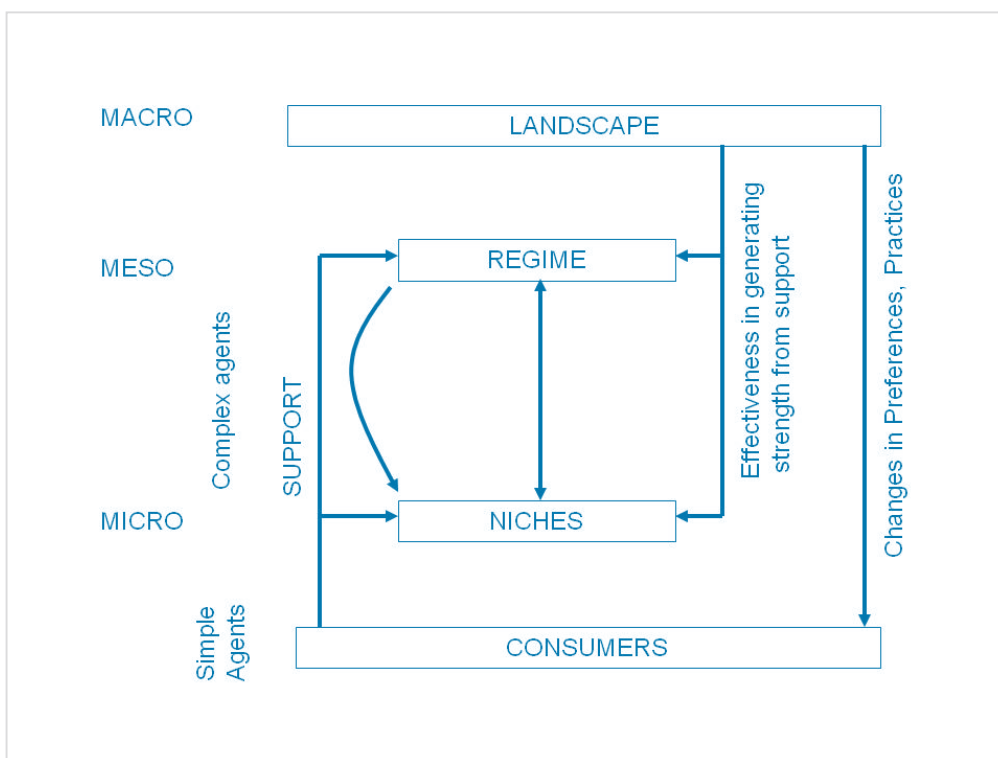 MACRO
LANDSCAPE
MESO
REGIME
Complex agents
SUPPORT
Effectiveness in generating
strength from support
Changes in Preferences, Practices
MICRO
NICHES
Simple
Agents
CONSUMERS